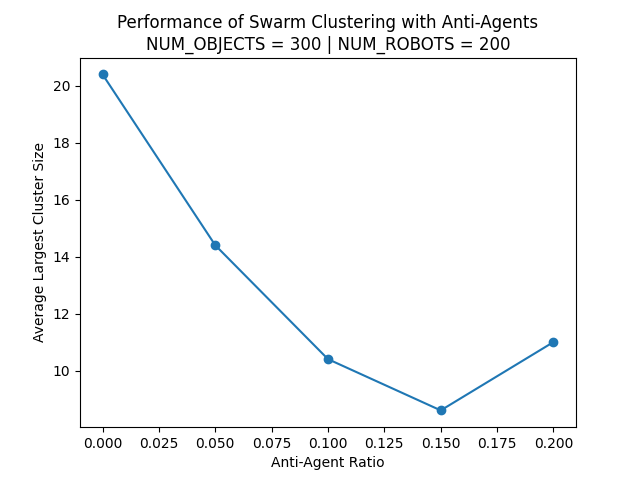 Performance of Swarm Clustering with Anti-Agents
NUM_OBJECTS = 300 | NUM_ROBOTS = 200
20
18
16
14
12
10
Average Largest Cluster Size
0.000 0.025 0.050 0.075 0.100 0.125 0.150 0.175 0.200
Anti-Agent Ratio